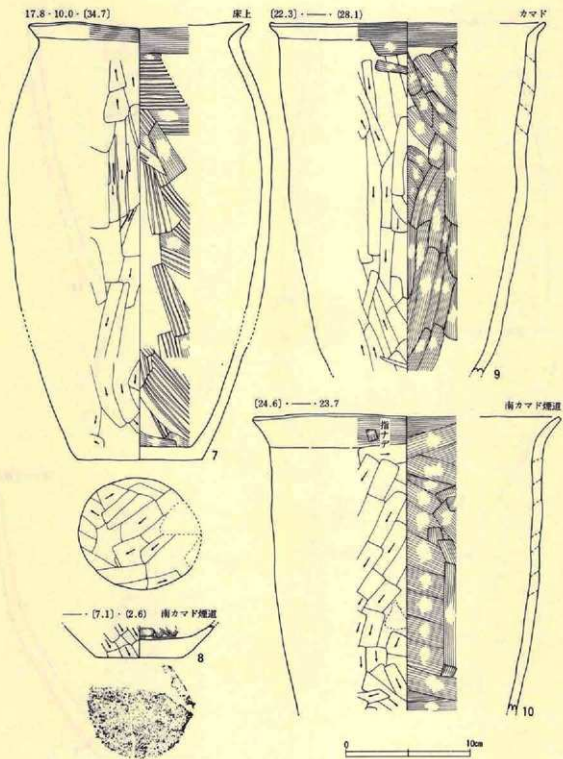 17.8・10.0・(34.7) 床上
7
(22.3)・——・(28.1) カマド
9
——・(7.1)・(2.6) 南カマド煙道
8
(24.6)・——・23.7 南カマド煙道
指ナデ
10
0 10cm